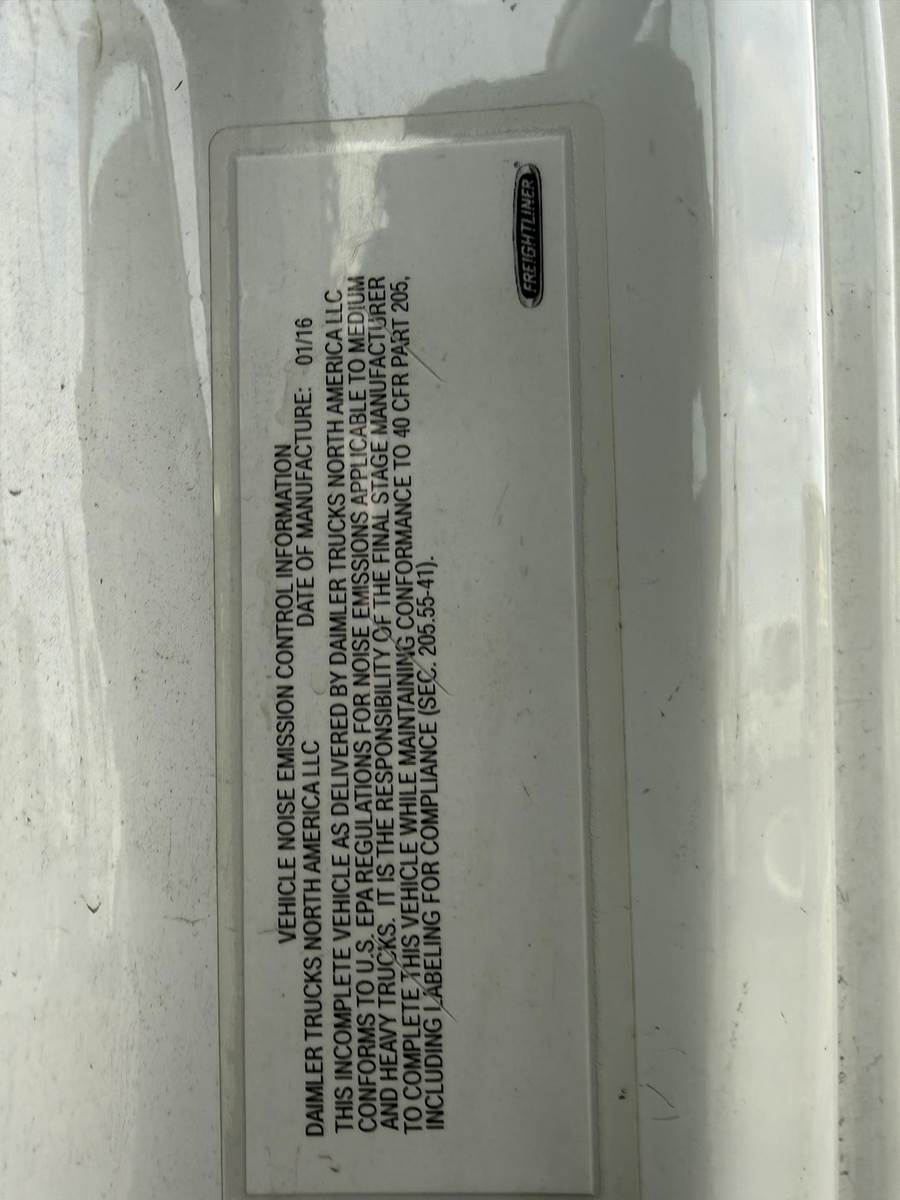 VEHICLE NOISE EMISSION CONTROL INFORMATION
DAIMLER TRUCKS NORTH AMERICA LLC DATE OF MANUFACTURE: 01/16
THIS INCOMPLETE VEHICLE AS DELIVERED BY DAIMLER TRUCKS NORTH AMERICA LLC
CONFORMS TO U.S. EPA REGULATIONS FOR NOISE EMISSIONS APPLICABLE TO MEDIUM
AND HEAVY TRUCKS. IT IS THE RESPONSIBILITY OF THE FINAL STAGE MANUFACTURER
TO COMPLETE THIS VEHICLE WHILE MAINTAINING CONFORMANCE TO 40 CFR PART 205,
INCLUDING LABELING FOR COMPLIANCE (SEC. 205.55-41).
FREIGHTLINER